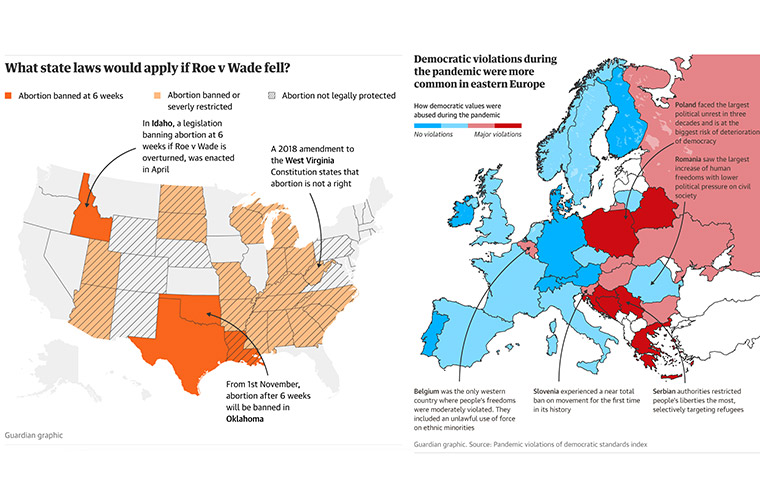 What state laws would apply if Roe v Wade fell?
Abortion banned at 6 weeks
Abortion banned or
severly restricted
Abortion not legally protected
In Idaho, a legislation
banning abortion at 6
weeks if Roe v Wade is
overturned, was enacted
in April
A 2018 amendment to
the West Virginia
Constitution states that
abortion is not a right
From 1st November,
abortion after 6 weeks
will be banned in
Oklahoma
Guardian graphic
Democratic violations during
the pandemic were more
common in eastern Europe
How democratic values were
abused during the pandemic
No violations
Major violations
Poland faced the largest
political unrest in three
decades and is at the
biggest risk of deterioration
of democracy
Romania saw the largest
increase of human
freedoms with lower
political pressure on civil
society
Belgium was the only western
country where people's freedoms
were moderately violated. They
included an unlawful use of force
on ethnic minorities
Slovenia experienced a near total
ban on movement for the first time
in its history
Serbian authorities restricted
people's liberties the most,
selectively targeting refugees
Guardian graphic. Source: Pandemic violations of democratic standards index